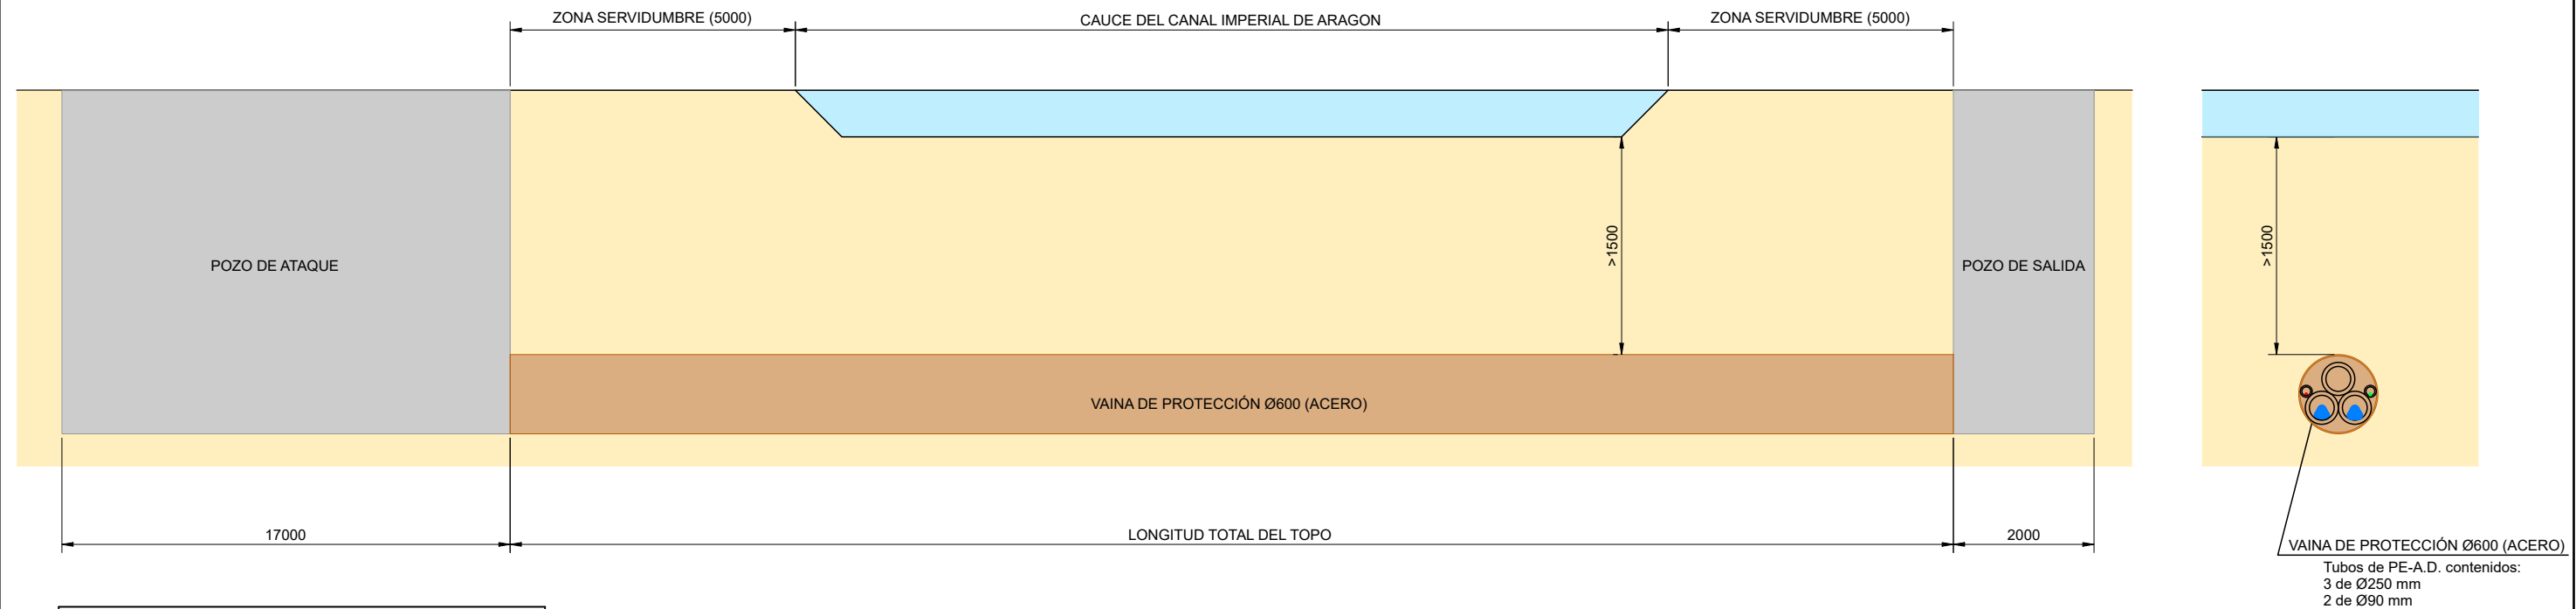 ZONA SERVIDUMBRE (5000)
CAUCE DEL CANAL IMPERIAL DE ARAGON
ZONA SERVIDUMBRE (5000)
POZO DE ATAQUE
>1500
POZO DE SALIDA
>1500
VAINA DE PROTECCIÓN Ø600 (ACERO)
17000
LONGITUD TOTAL DEL TOPO
2000
VAINA DE PROTECCIÓN Ø600 (ACERO)
Tubos de PE-A.D. contenidos:
3 de Ø250 mm
2 de Ø90 mm